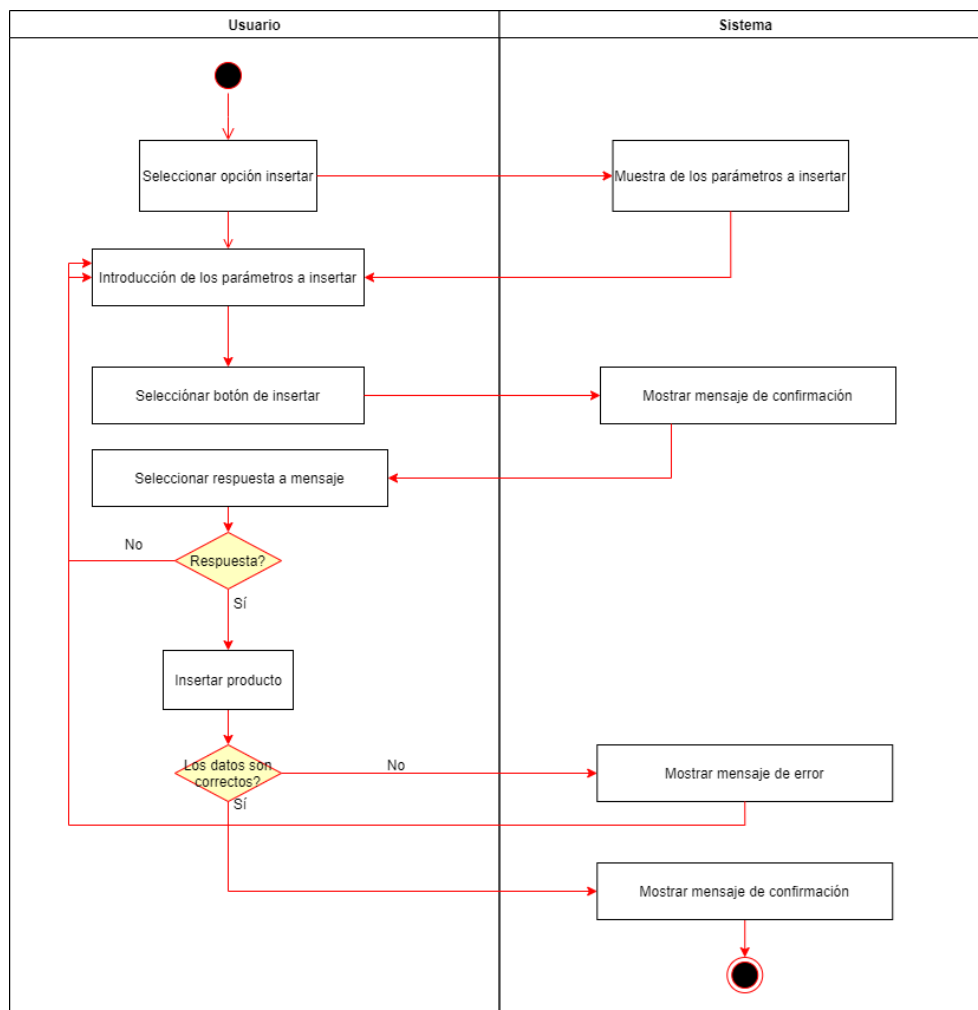 Usuario
Sistema
Seleccionar opción insertar
Muestra de los parámetros a insertar
Introducción de los parámetros a insertar
Selecciónar botón de insertar
Mostrar mensaje de confirmación
Seleccionar respuesta a mensaje
No
Respuesta?
Sí
Insertar producto
Los datos son
correctos?
No
Mostrar mensaje de error
Sí
Mostrar mensaje de confirmación